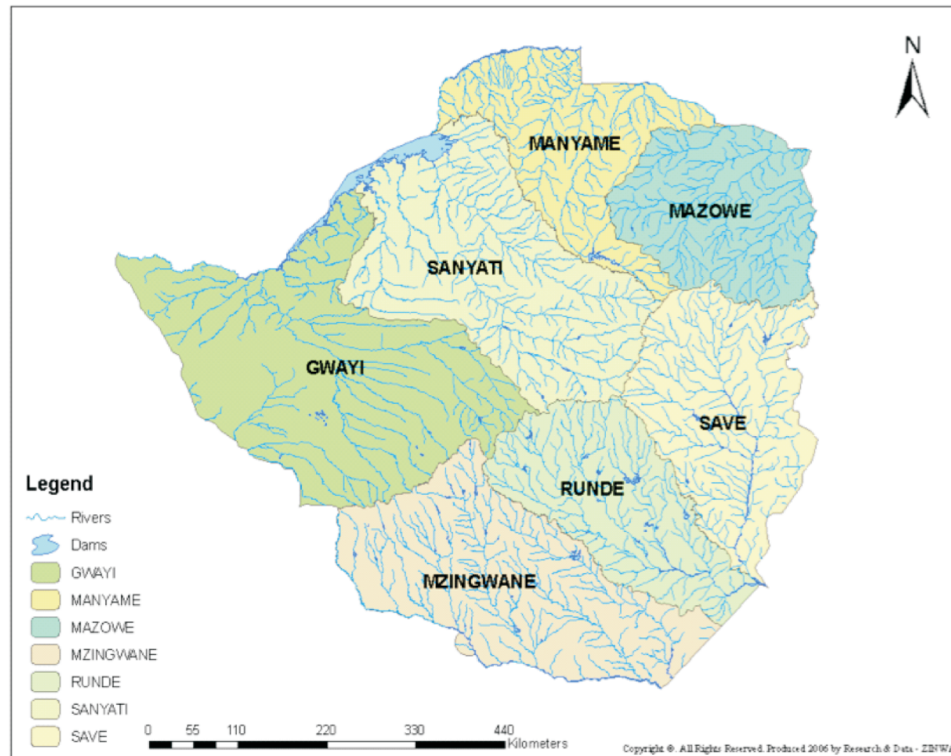 N
MANYAME
MAZOWE
SANYATI
GWAYI
SAVE
RUNDE
MZINGWANE
Legend
Rivers
Dams
GWAYI
MANYAME
MAZOWE
MZINGWANE
RUNDE
SANYATI
SAVE
0 55 110 220 330 440
Kilometers
Copyright ©. All Rights Reserved. Produced 2006 by Research & Data -